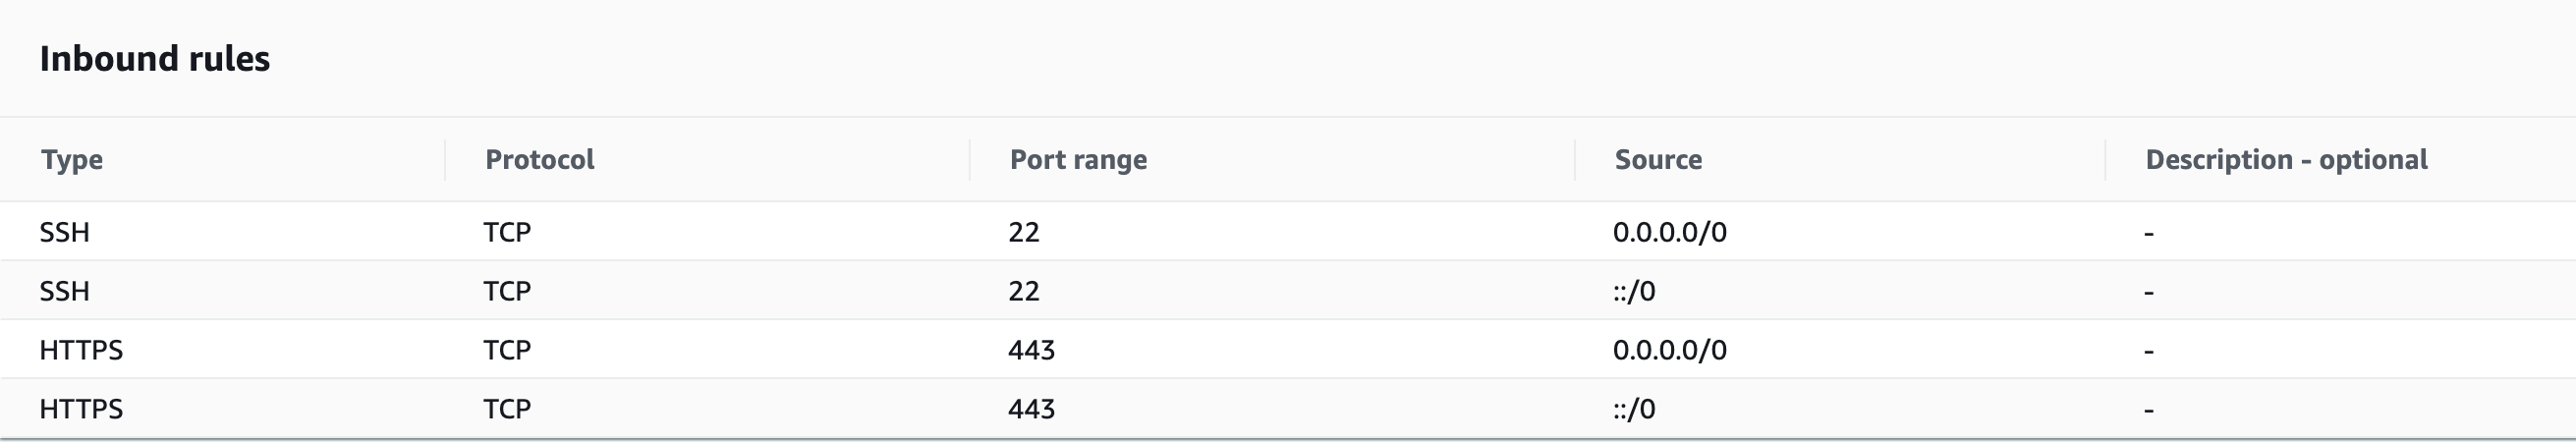 Inbound rules
Type Protocol Port range Source Description - optional
SSH TCP 22 0.0.0.0/0 -
SSH TCP 22 ::/0 -
HTTPS TCP 443 0.0.0.0/0 -
HTTPS TCP 443 ::/0 -